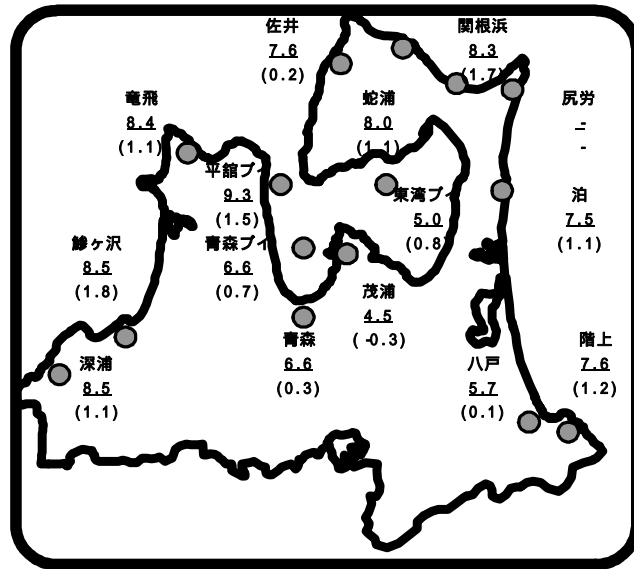 佐井
7.6
(0.2)
関根浜
8.3
(1.7)
竜飛
8.4
(1.1)
蛇浦
8.0
(1.1)
尻労
-
-
平舘ブイ
9.3
(1.5)
東湾ブイ
5.0
(0.8)
泊
7.5
(1.1)
鰺ヶ沢
8.5
(1.8)
青森ブイ
6.6
(0.7)
茂浦
4.5
( -0.3)
青森
6.6
(0.3)
深浦
8.5
(1.1)
八戸
5.7
(0.1)
階上
7.6
(1.2)